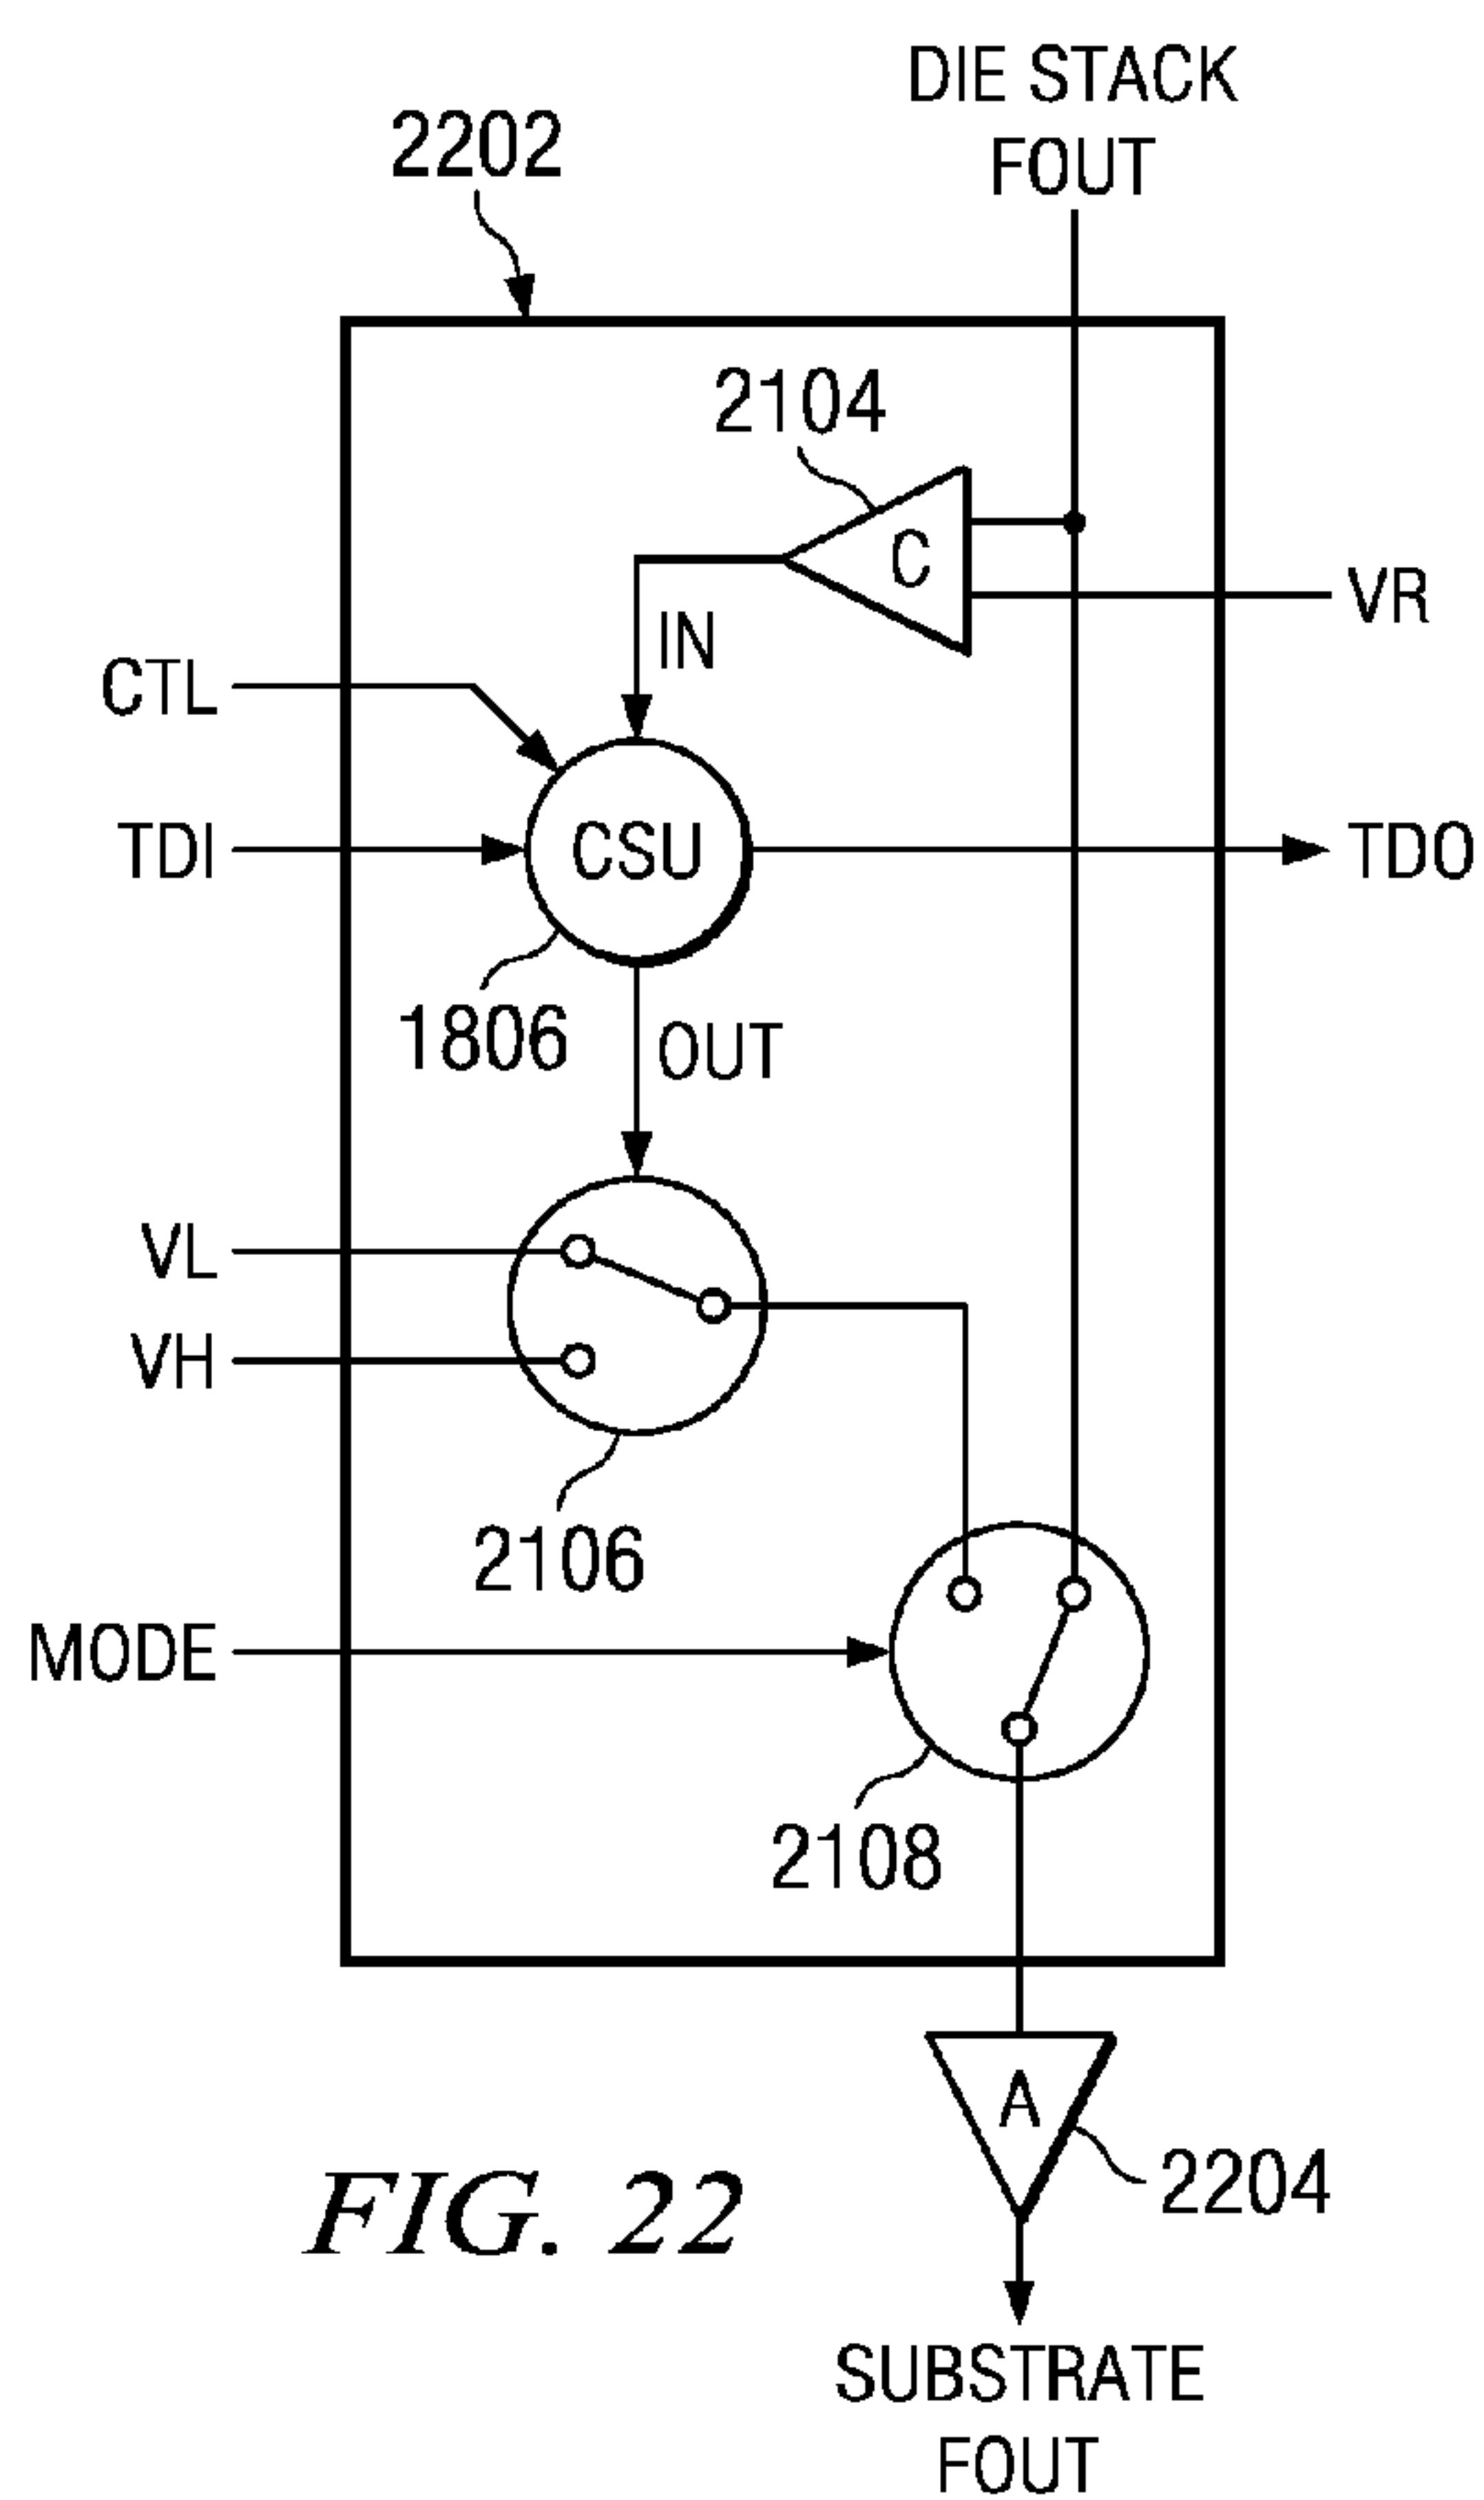 DIE STACK
FOUT
2202
2104
C
VR
IN
CTL
TDI
CSU
TDO
1806
OUT
VL
VH
2106
MODE
2108
A
2204
FIG. 22
SUBSTRATE
FOUT